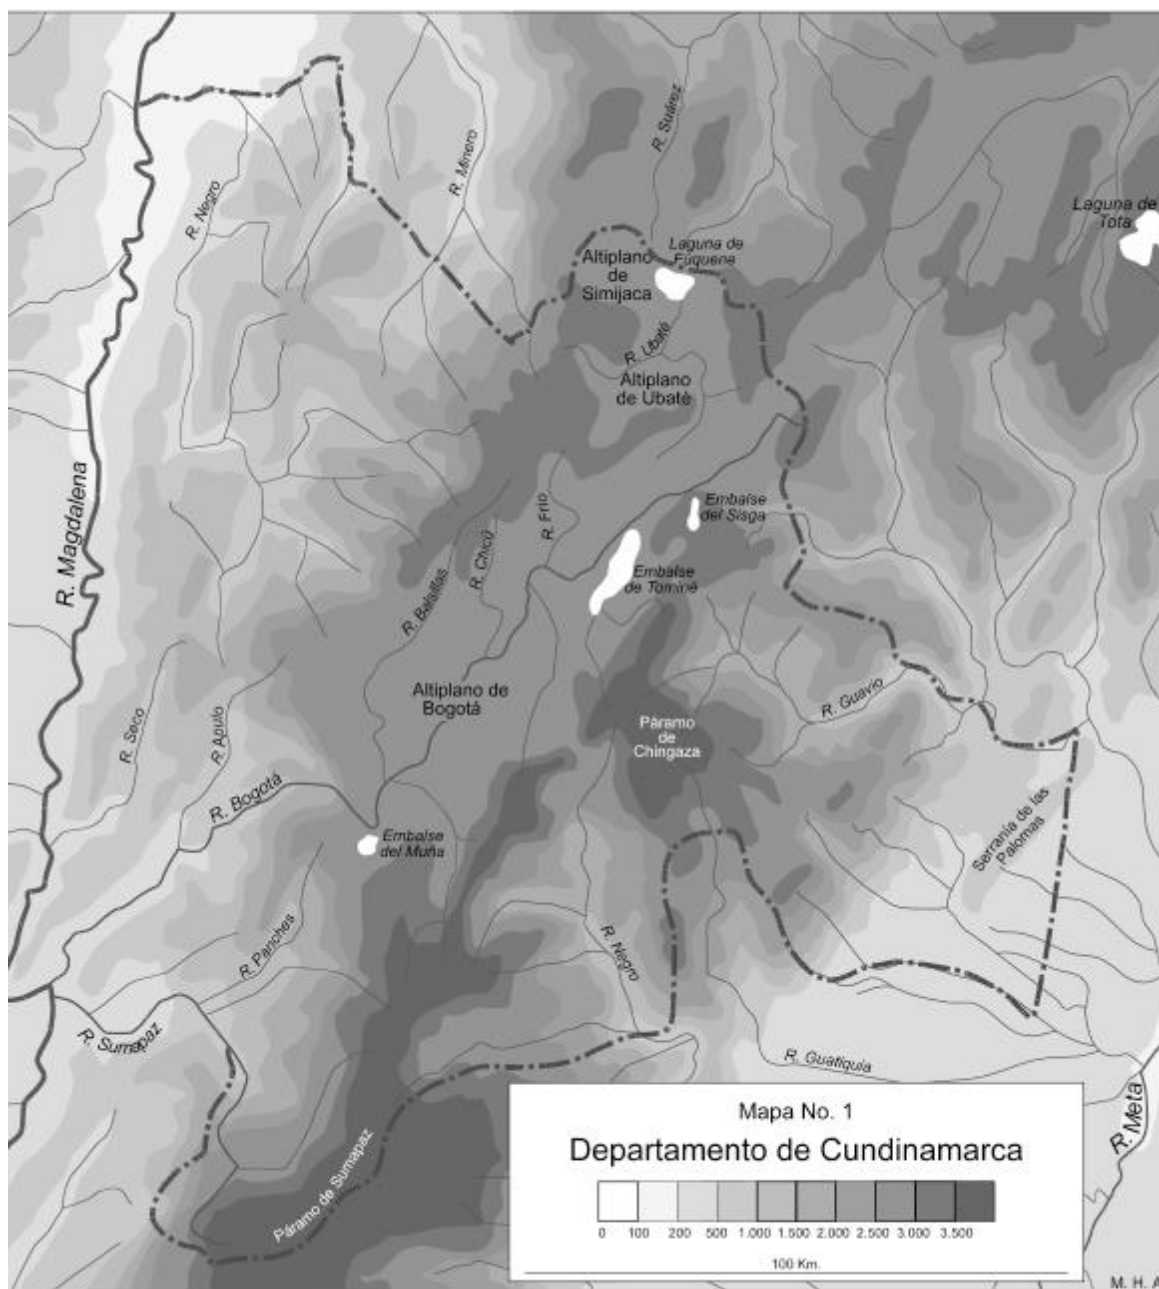 R. Suárez
R. Minero
R. Negro
Laguna de
Tota
Laguna de
Fúquene
Altiplano
de
Simijaca
R. Ubaté
Altiplano
de Ubaté
R. Magdalena
Embalse
del Sisga
R. Frío
R. Chicú
R. Balsillas
Embalse
de Tominé
Altiplano de
Bogotá
R. Guavio
R. Seco
R. Apulo
Páramo
de
Chingaza
R. Bogotá
Embalse
del Muña
Serranía de las
Palomas
R. Panches
R. Negro
R. Sumapaz
R. Guatiquía
R. Meta
Páramo de Sumapaz
Mapa No. 1
Departamento de Cundinamarca
0 100 200 500 1.000 1.500 2.000 2.500 3.000 3.500
100 Km.
M. H. A